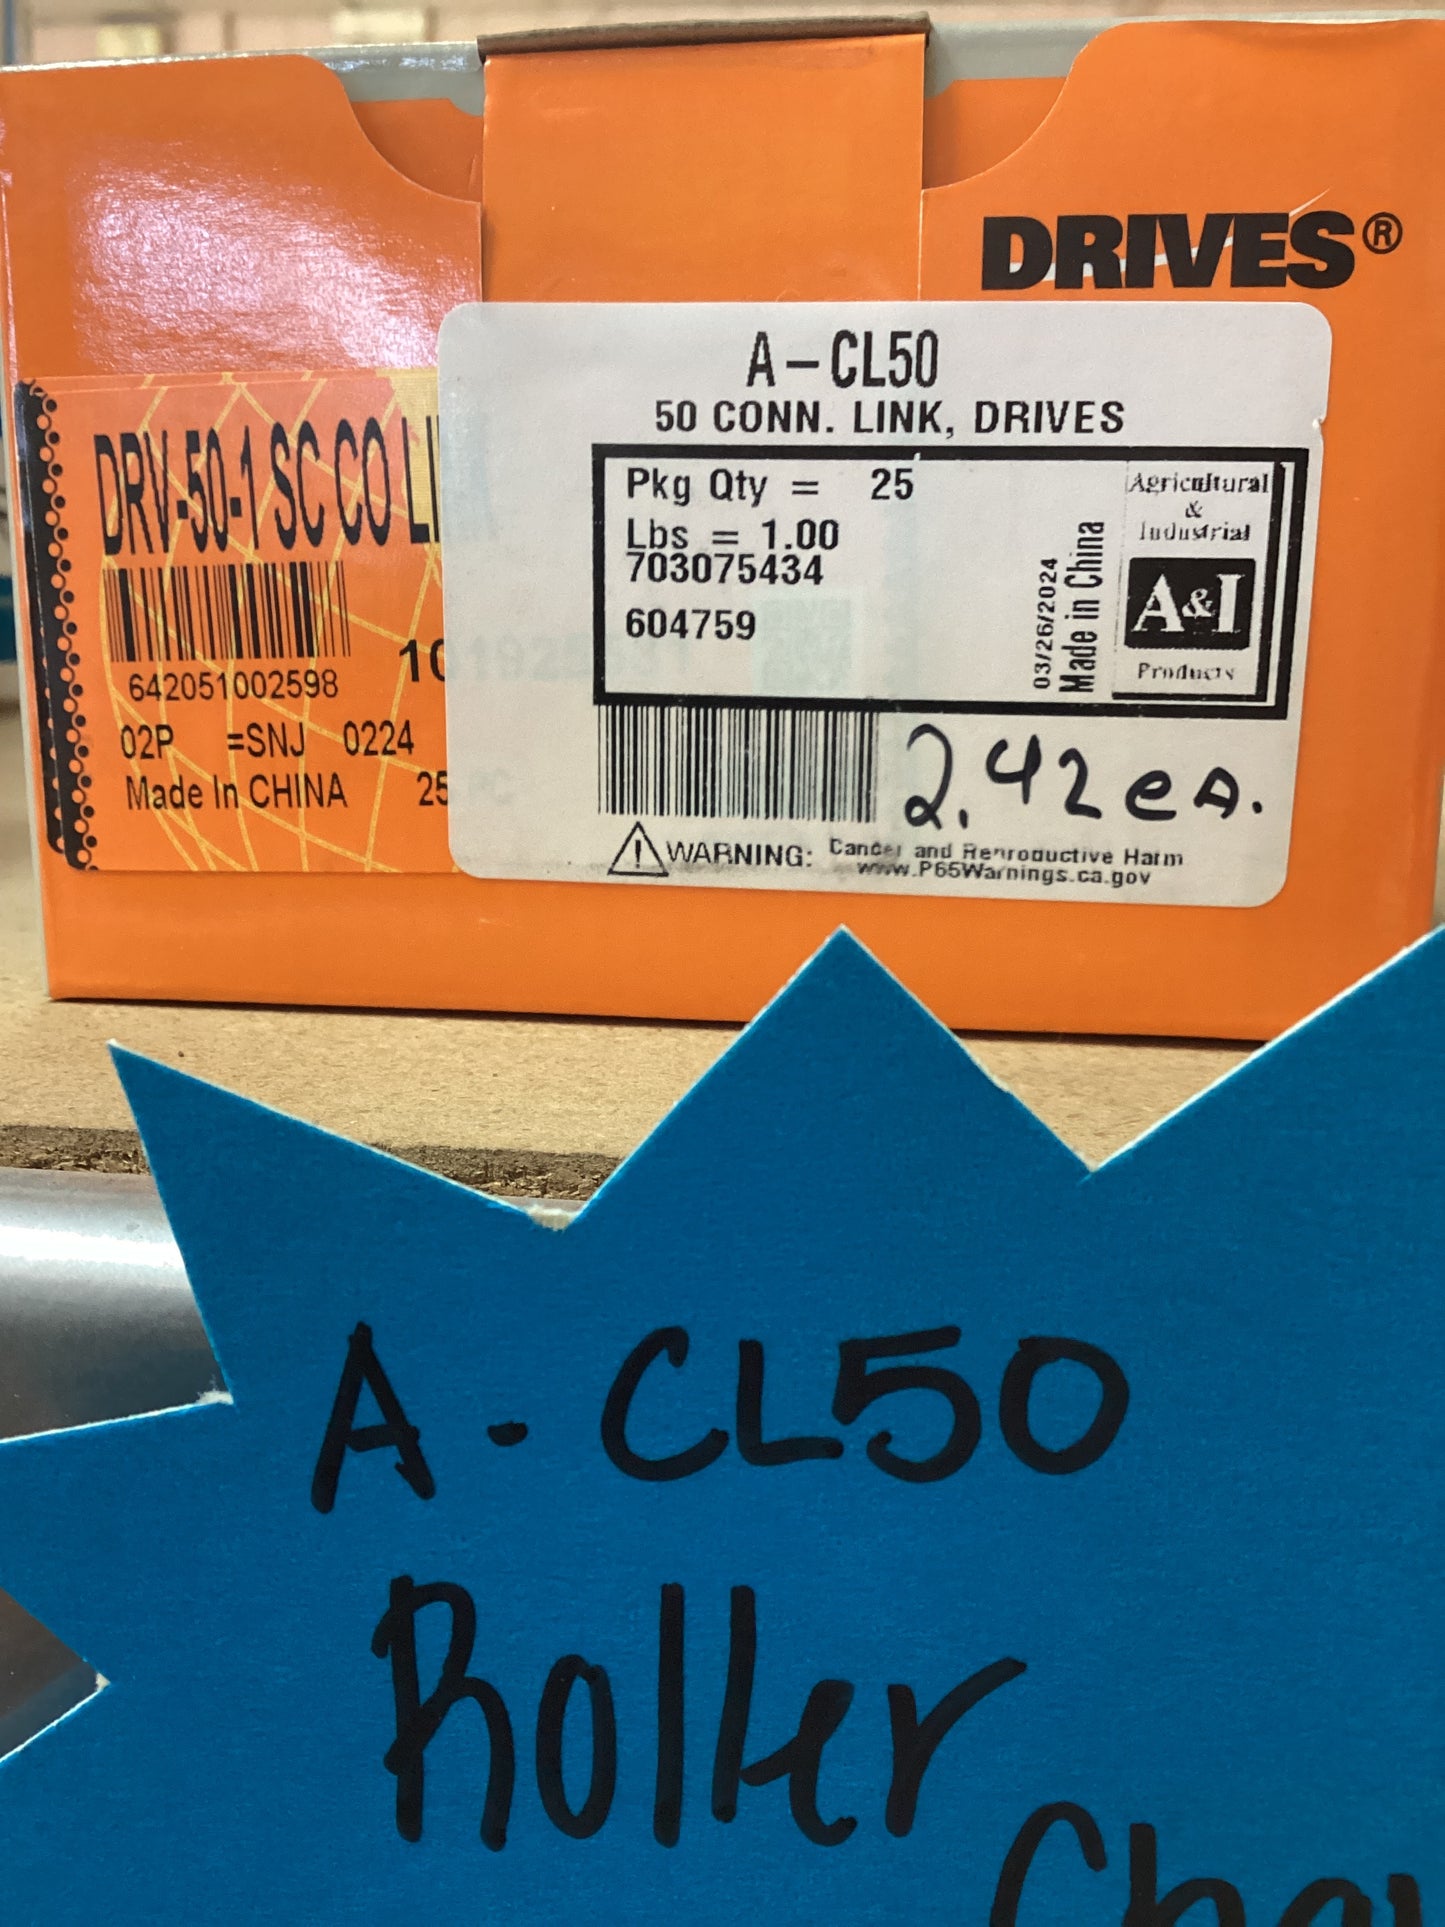 DRIVES®
A-CL50
50 CONN. LINK, DRIVES
Pkg Qty = 25
Lbs = 1.00
703075434
604759
03/26/2024
Made in China
Agricultural
&
Industrial
A&I
Products
2.42 ea.
WARNING: Cancer and Reproductive Harm
www.P65Warnings.ca.gov
DRV-50-1 SC CO LI
642051002598
02P =SNJ 0224
Made In CHINA 25
A-CL50
Roller